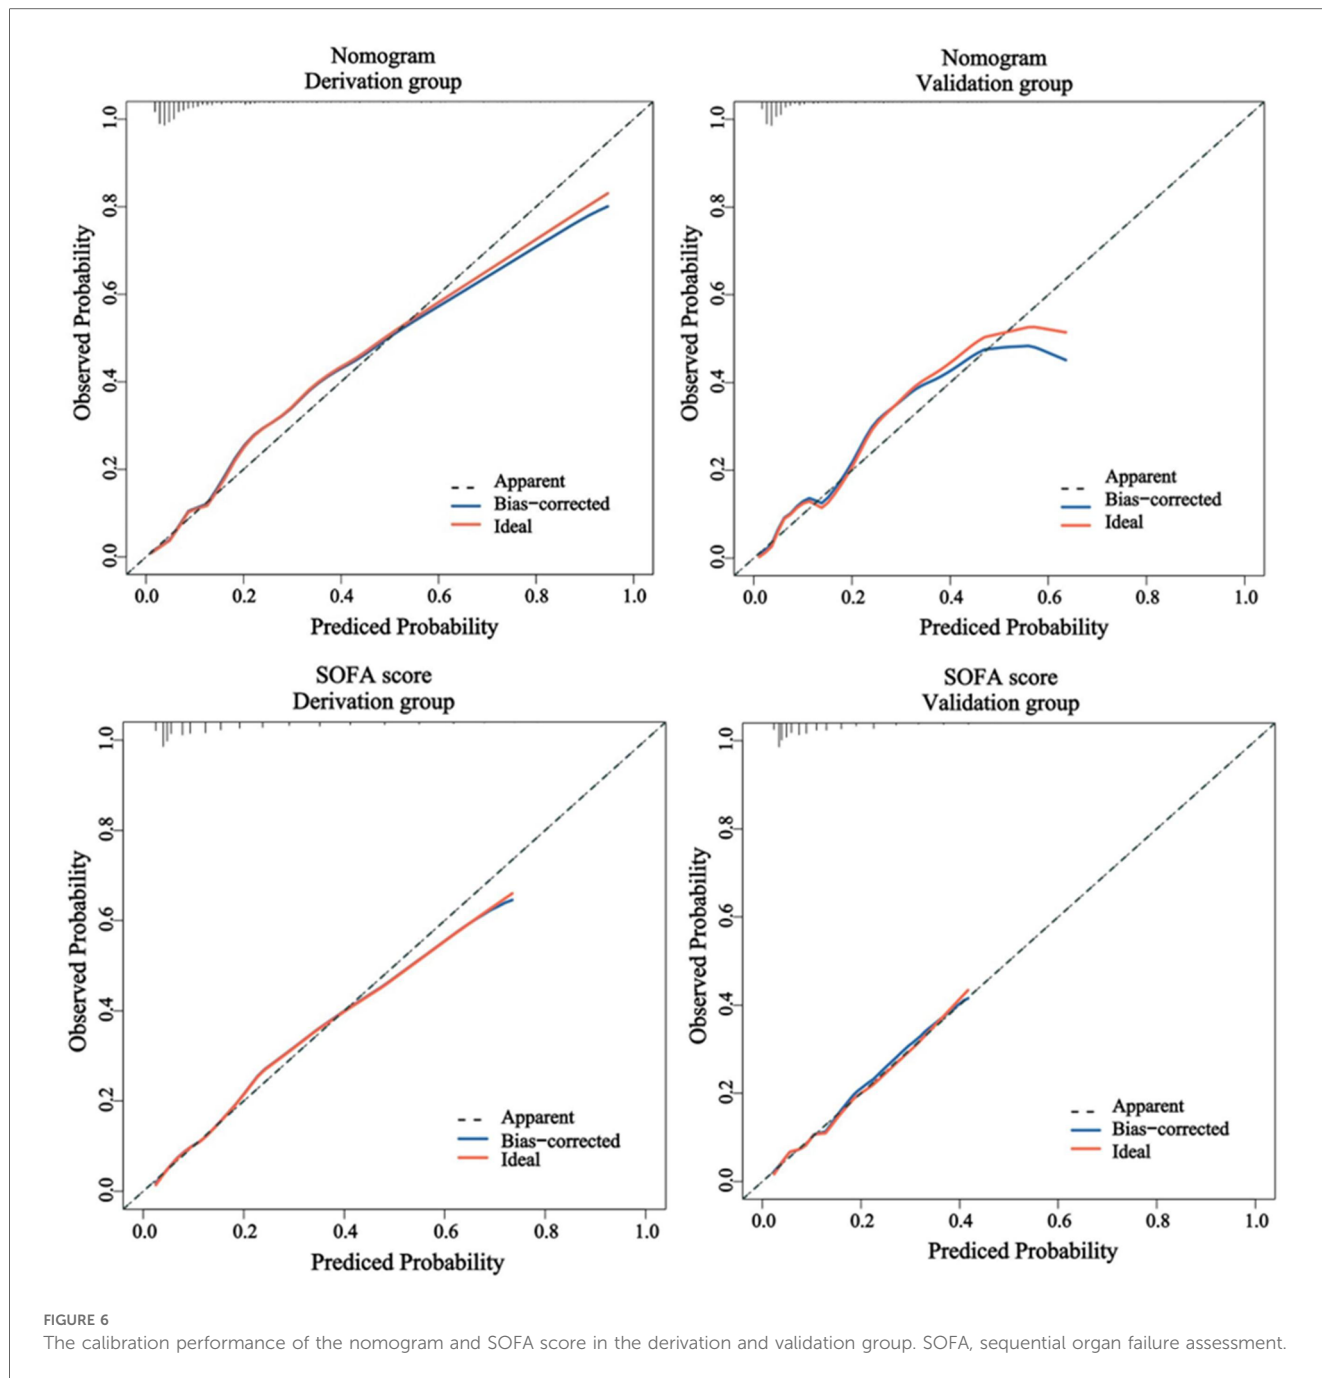 Nomogram
Derivation group
1.0
0.8
0.6
0.4
0.2
0.0
Observed Probability
Apparent
Bias-corrected
Ideal
0.0 0.2 0.4 0.6 0.8 1.0
Prediced Probability
Nomogram
Validation group
1.0
0.8
0.6
0.4
0.2
0.0
Observed Probability
Apparent
Bias-corrected
Ideal
0.0 0.2 0.4 0.6 0.8 1.0
Prediced Probability
SOFA score
Derivation group
1.0
0.8
0.6
0.4
0.2
0.0
Observed Probability
Apparent
Bias-corrected
Ideal
0.0 0.2 0.4 0.6 0.8 1.0
Prediced Probability
SOFA score
Validation group
1.0
0.8
0.6
0.4
0.2
0.0
Observed Probability
Apparent
Bias-corrected
Ideal
0.0 0.2 0.4 0.6 0.8 1.0
Prediced Probability
FIGURE 6
The calibration performance of the nomogram and SOFA score in the derivation and validation group. SOFA, sequential organ failure assessment.